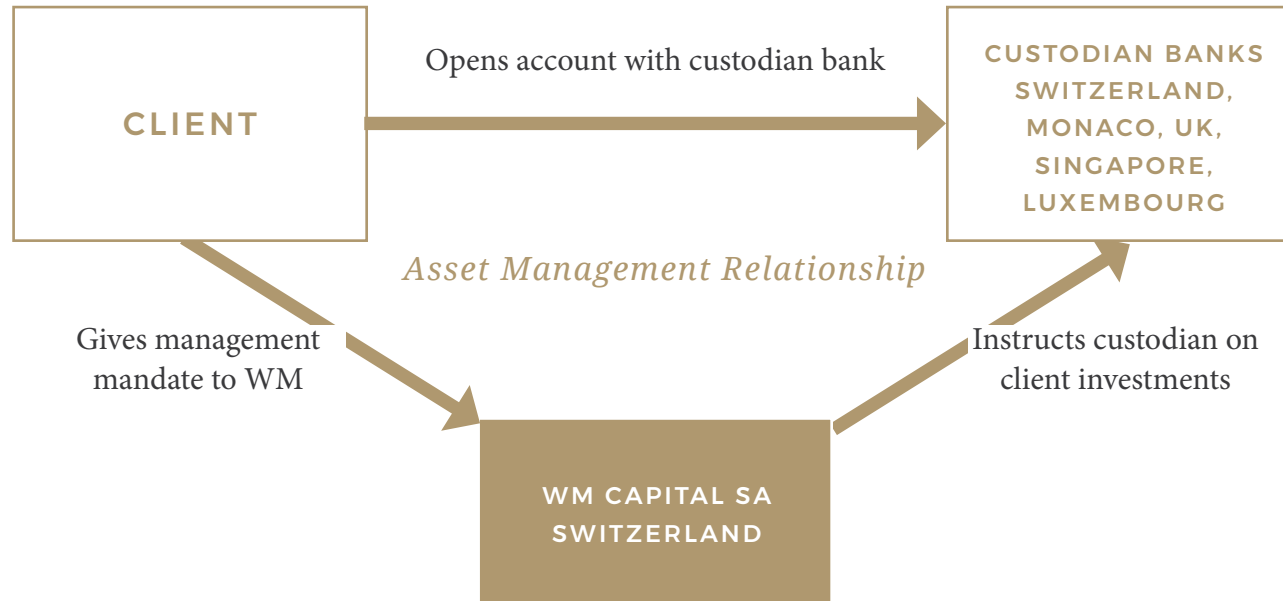 Opens account with custodian bank
CLIENT
CUSTODIAN BANKS
SWITZERLAND,
MONACO, UK,
SINGAPORE,
LUXEMBOURG
Asset Management Relationship
Gives management
mandate to WM
Instructs custodian on
client investments
WM CAPITAL SA
SWITZERLAND